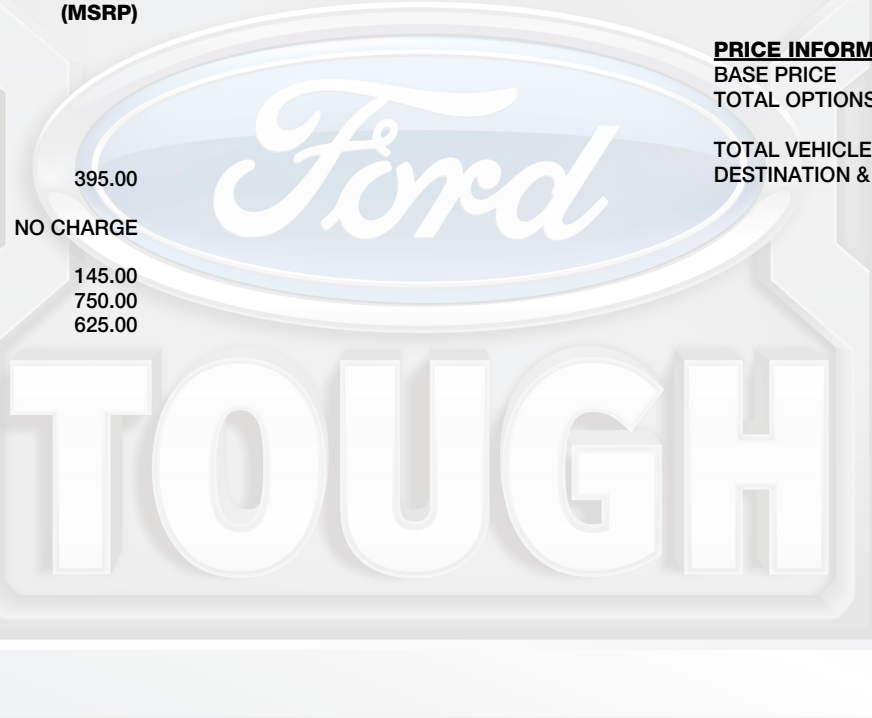 (MSRP)
395.00
NO CHARGE
145.00
750.00
625.00
PRICE INFORM
BASE PRICE
TOTAL OPTIONS
TOTAL VEHICLE
DESTINATION &
Ford
TOUGH